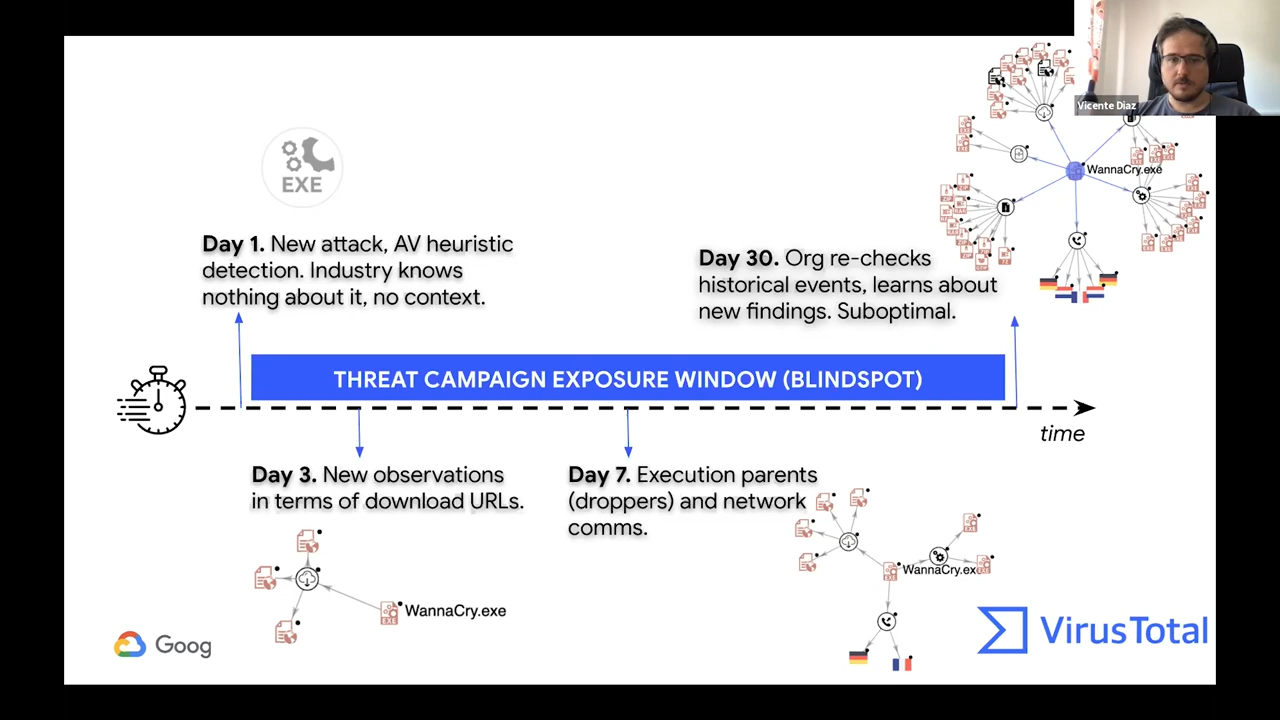 Vicente Diaz
EXE
WannaCry.exe
Day 1. New attack, AV heuristic
detection. Industry knows
nothing about it, no context.
Day 30. Org re-checks
historical events, learns about
new findings. Suboptimal.
THREAT CAMPAIGN EXPOSURE WINDOW (BLINDSPOT)
time
Day 3. New observations
in terms of download URLs.
Day 7. Execution parents
(droppers) and network
comms.
WannaCry.ex
EXE
WannaCry.exe
Goog
VirusTotal